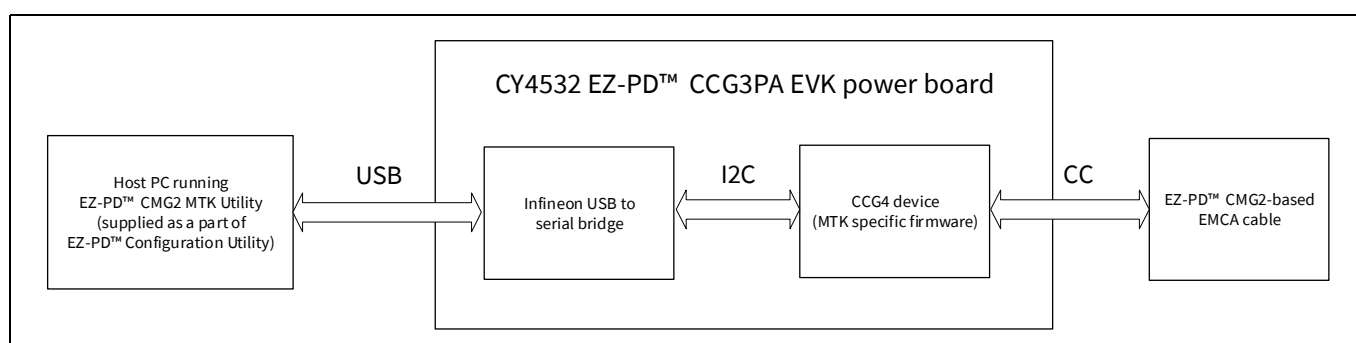 CY4532 EZ-PD™ CCG3PA EVK power board
Host PC running
EZ-PD™ CMG2 MTK Utility
(supplied as a part of
EZ-PD™ Configuration Utility)
USB
Infineon USB to
serial bridge
I2C
CCG4 device
(MTK specific firmware)
CC
EZ-PD™ CMG2-based
EMCA cable